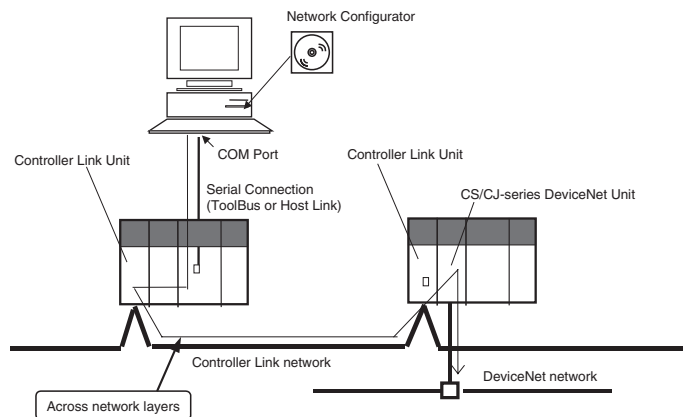 Network Configurator
COM Port
Controller Link Unit
Controller Link Unit
Serial Connection
(ToolBus or Host Link)
CS/CJ-series DeviceNet Unit
Controller Link network
DeviceNet network
Across network layers